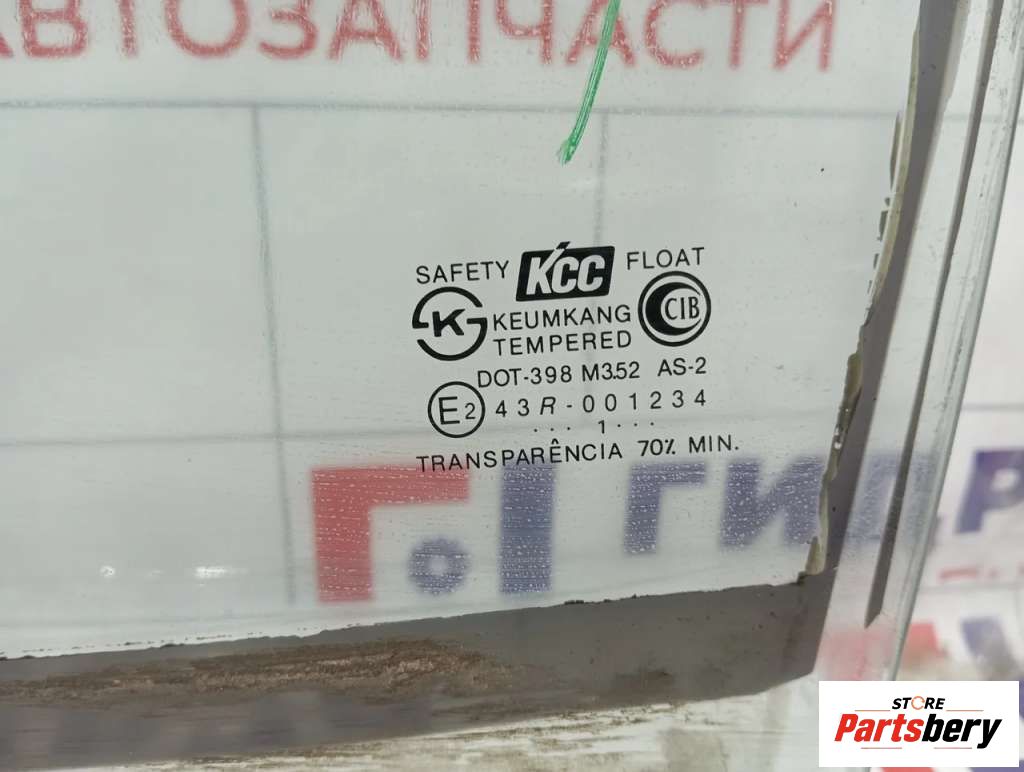 АВТОЗАПЧАСТИ
SAFETY KCC FLOAT
K KEUMKANG CIB
TEMPERED
DOT-398 M3.52 AS-2
E2 43R-001234
... 1 ...
TRANSPARÊNCIA 70% MIN.
STORE
Partsbery